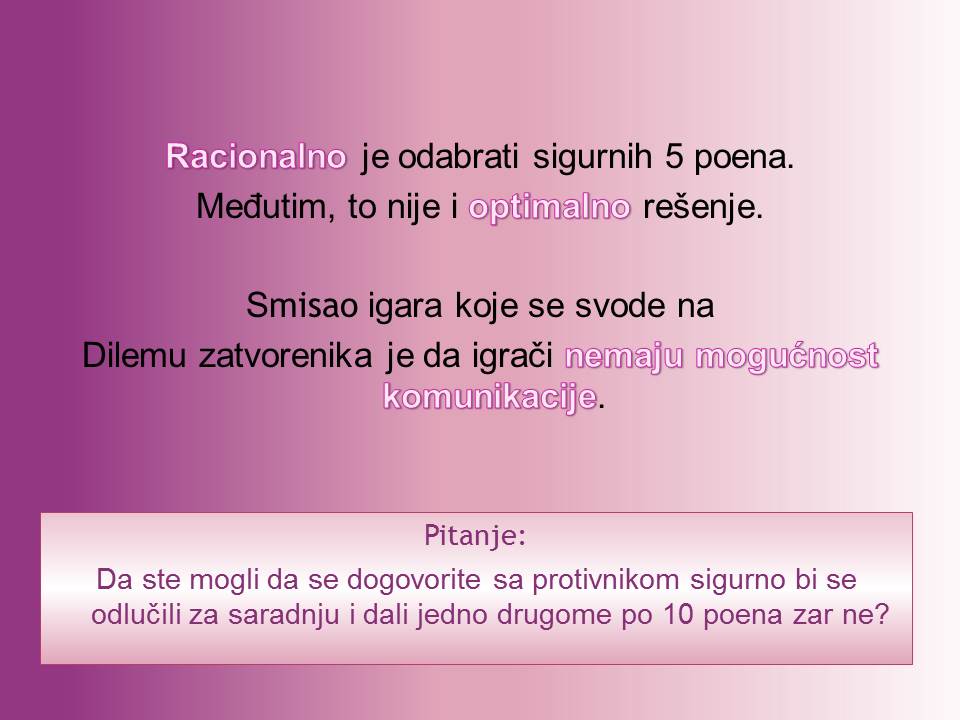 Racionalno je odabrati sigurnih 5 poena.
Međutim, to nije i optimalno rešenje.
Smisao igara koje se svode na
Dilemu zatvorenika je da igrači nemaju mogućnost
komunikacije.
Pitanje:
Da ste mogli da se dogovorite sa protivnikom sigurno bi se
odlučili za saradnju i dali jedno drugome po 10 poena zar ne?